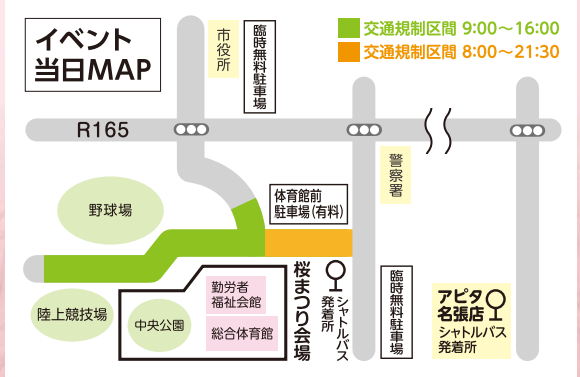 イベント
当日MAP
市役所
臨時無料駐車場
交通規制区間 9:00〜16:00
交通規制区間 8:00〜21:30
R165
警察署
野球場
体育館前
駐車場(有料)
陸上競技場
中央公園
勤労者
福祉会館
総合体育館
桜まつり会場
シャトルバス
発着所
臨時無料駐車場
アピタ
名張店
シャトルバス
発着所